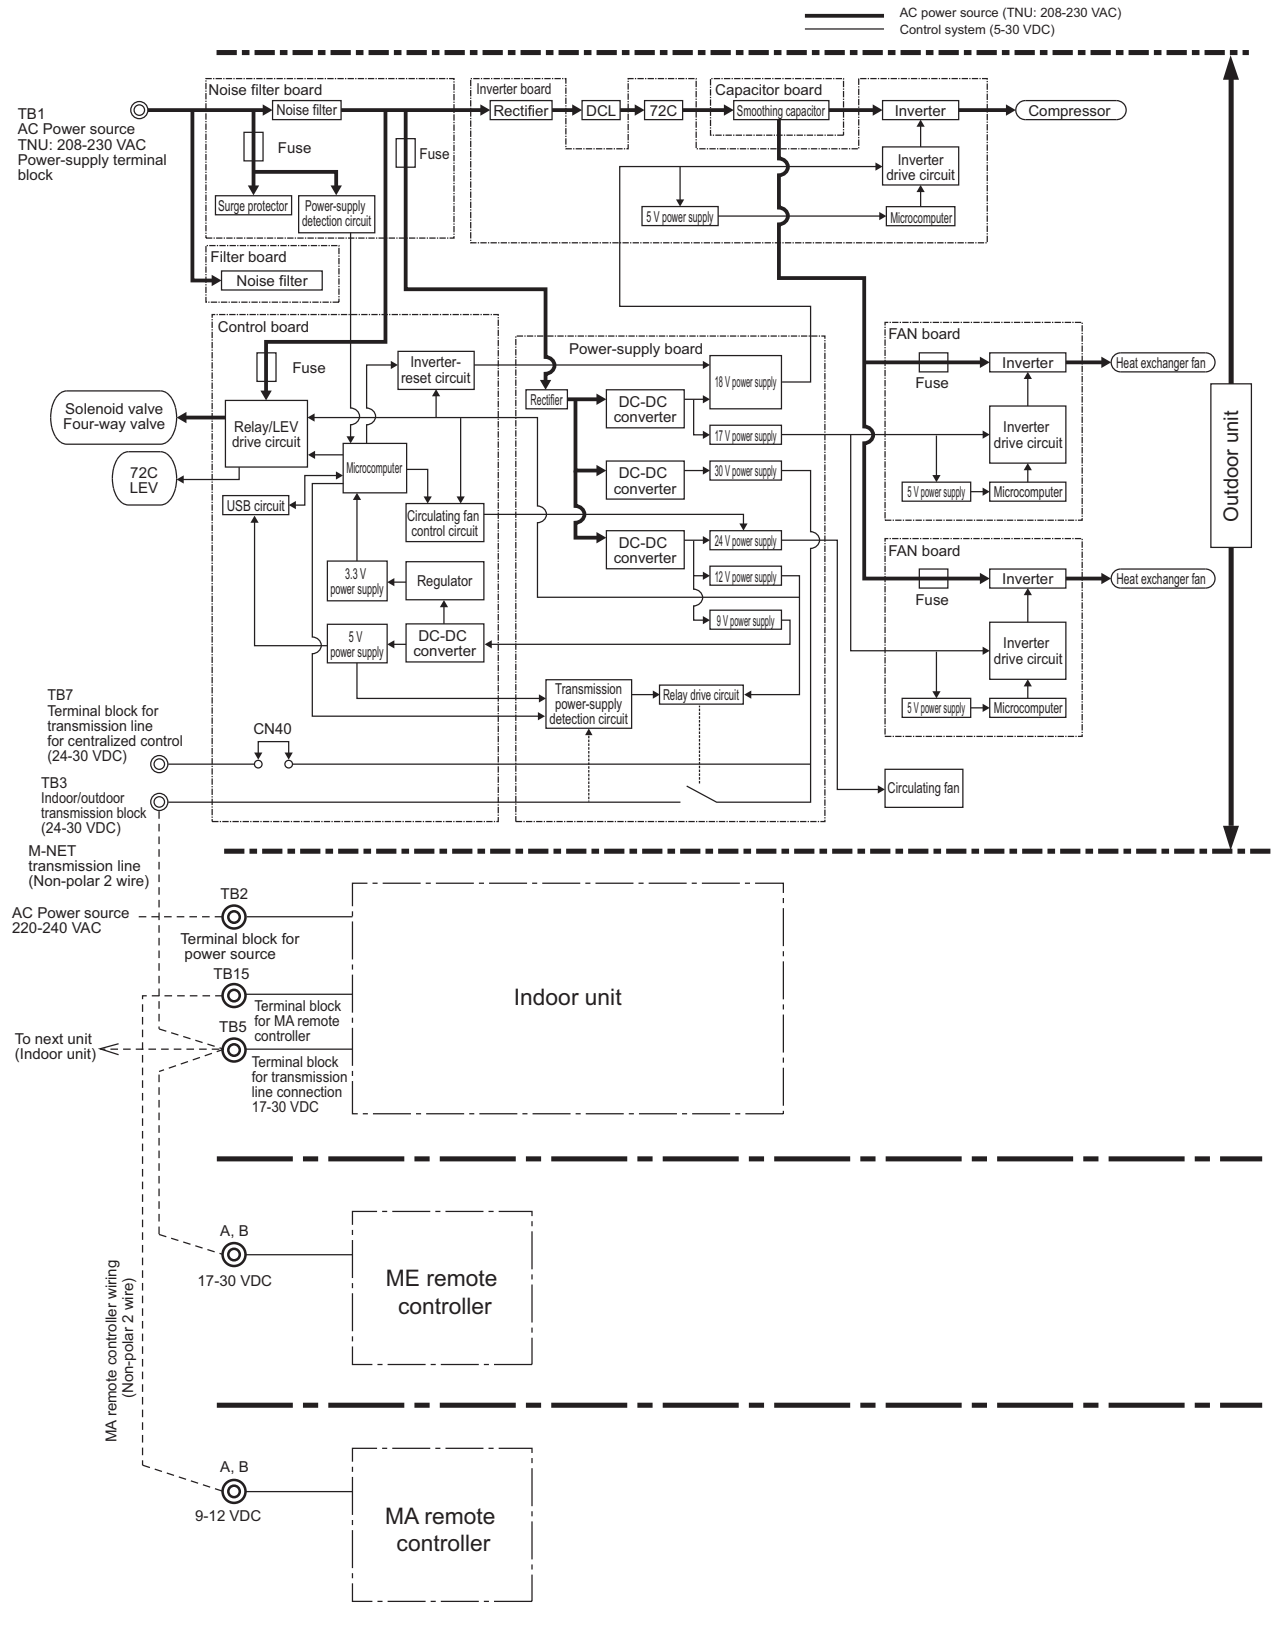 AC power source (TNU: 208-230 VAC)
Control system (5-30 VDC)
Noise filter board
Inverter board
Capacitor board
TB1
AC Power source
TNU: 208-230 VAC
Power-supply terminal
block
Noise filter
Rectifier
DCL
72C
Smoothing capacitor
Inverter
Compressor
Fuse
Fuse
Inverter
drive circuit
Surge protector
Power-supply
detection circuit
5 V power supply
Microcomputer
Filter board
Noise filter
Control board
Power-supply board
FAN board
Fuse
Inverter-
reset circuit
18 V power supply
Fuse
Inverter
Heat exchanger fan
Solenoid valve
Four-way valve
Relay/LEV
drive circuit
Rectifier
DC-DC
converter
17 V power supply
Inverter
drive circuit
Outdoor unit
72C
LEV
Microcomputer
DC-DC
converter
30 V power supply
5 V power supply
Microcomputer
USB circuit
Circulating fan
control circuit
DC-DC
converter
24 V power supply
FAN board
3.3 V
power supply
Regulator
12 V power supply
Fuse
Inverter
Heat exchanger fan
5 V
power supply
DC-DC
converter
9 V power supply
Inverter
drive circuit
TB7
Terminal block for
transmission line
for centralized control
(24-30 VDC)
CN40
Transmission
power-supply
detection circuit
Relay drive circuit
5 V power supply
Microcomputer
TB3
Indoor/outdoor
transmission block
(24-30 VDC)
Circulating fan
M-NET
transmission line
(Non-polar 2 wire)
AC Power source
220-240 VAC
TB2
Terminal block for
power source
TB15
Terminal block
for MA remote
controller
Indoor unit
To next unit
(Indoor unit)
TB5
Terminal block
for transmission
line connection
17-30 VDC
A, B
17-30 VDC
ME remote
controller
MA remote controller wiring
(Non-polar 2 wire)
A, B
9-12 VDC
MA remote
controller